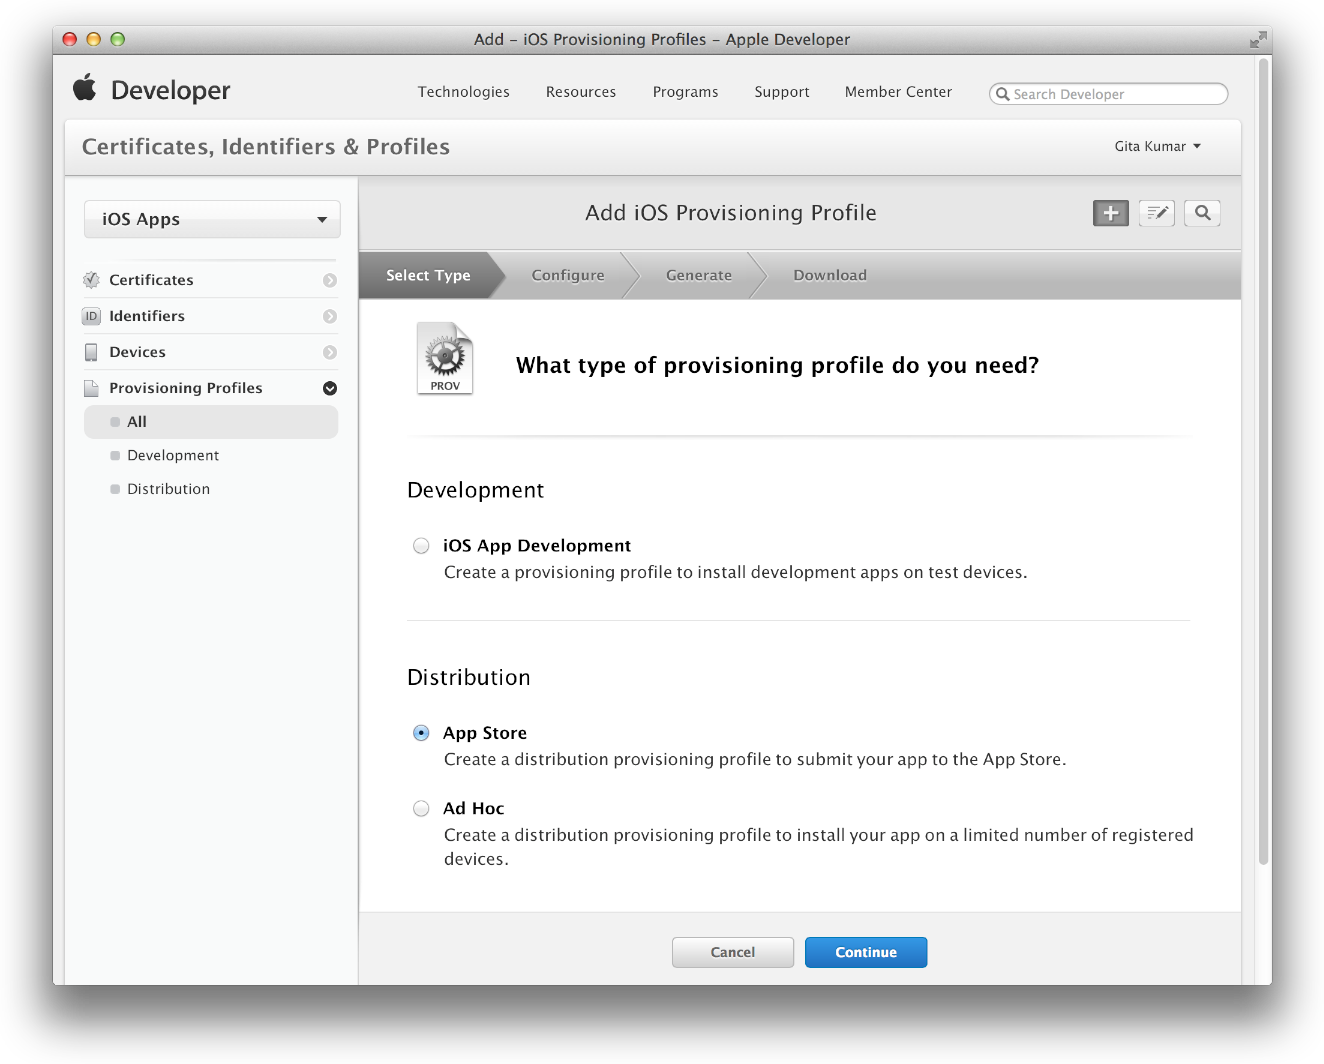 Add – iOS Provisioning Profiles – Apple Developer
Developer
Technologies
Resources
Programs
Support
Member Center
Search Developer
Certificates, Identifiers & Profiles
Gita Kumar
iOS Apps
Certificates
ID Identifiers
Devices
Provisioning Profiles
All
Development
Distribution
Add iOS Provisioning Profile
Select Type
Configure
Generate
Download
PROV
What type of provisioning profile do you need?
Development
iOS App Development
Create a provisioning profile to install development apps on test devices.
Distribution
App Store
Create a distribution provisioning profile to submit your app to the App Store.
Ad Hoc
Create a distribution provisioning profile to install your app on a limited number of registered
devices.
Cancel
Continue